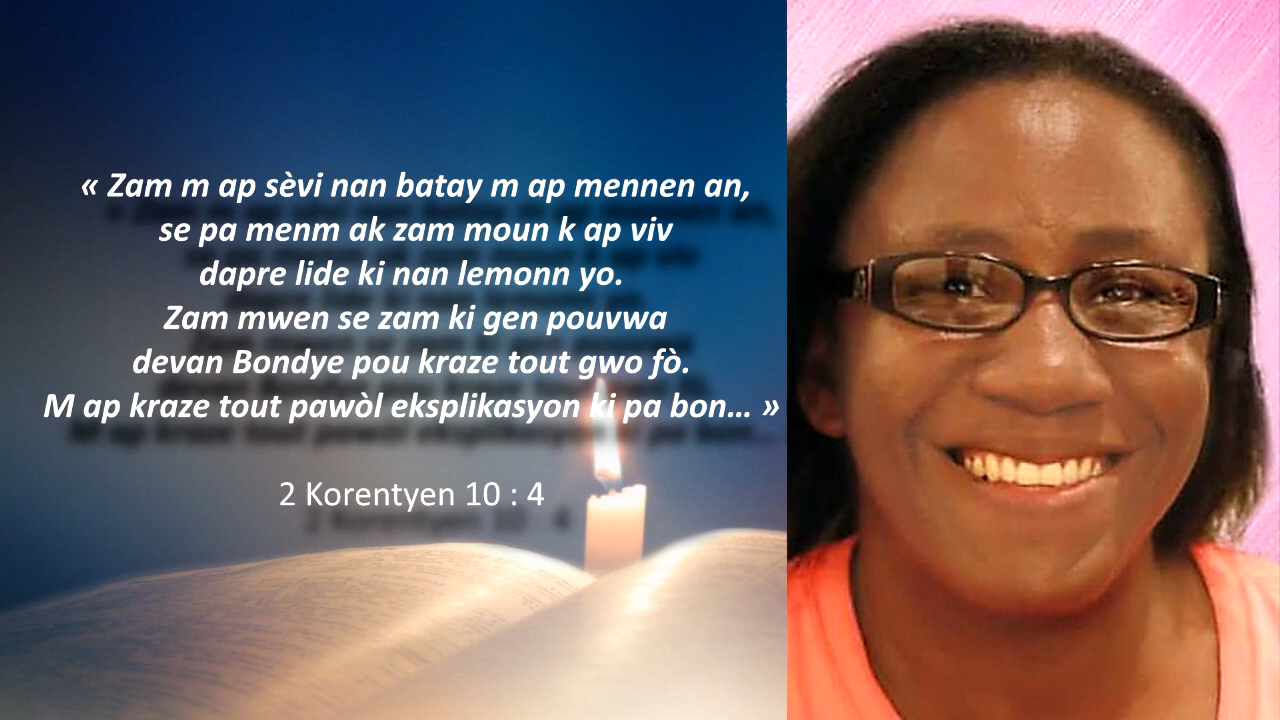 « Zam m ap sèvi nan batay m ap mennen an,
se pa menm ak zam moun k ap viv
dapre lide ki nan lemonn yo.
Zam mwen se zam ki gen pouvwa
devan Bondye pou kraze tout gwo fò.
M ap kraze tout pawòl eksplikasyon ki pa bon... »
2 Korentyen 10 : 4